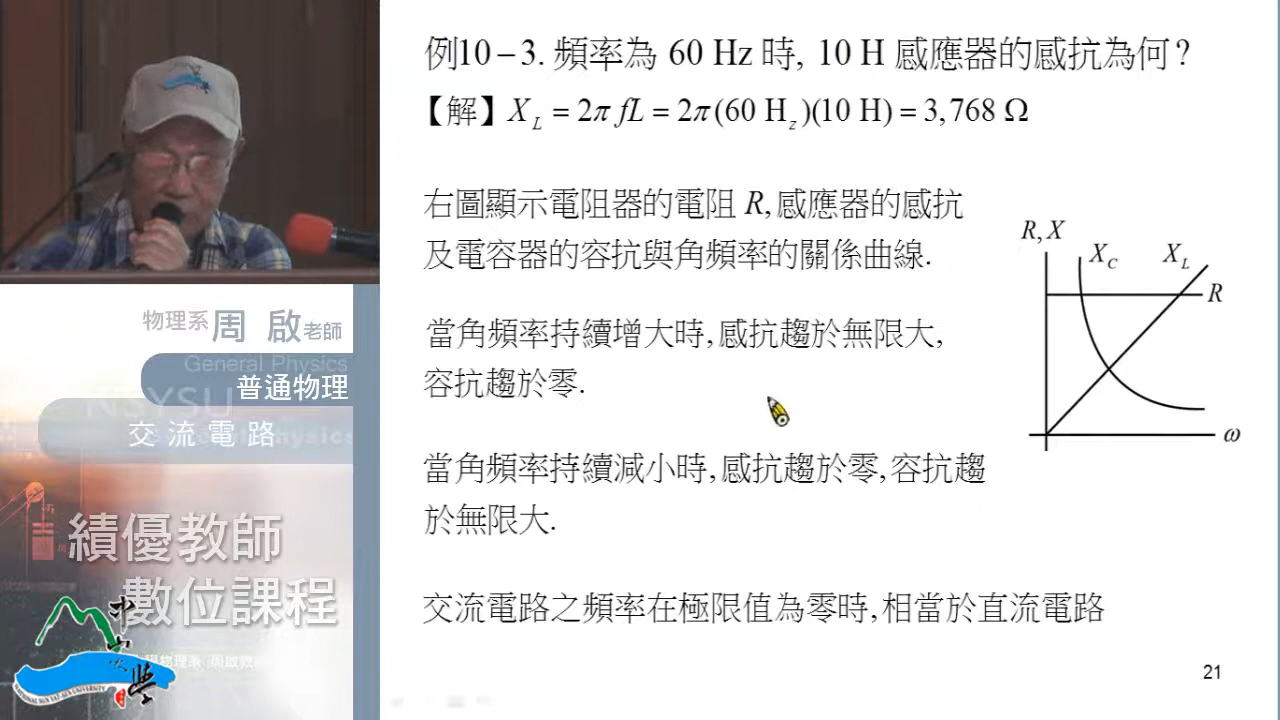 例10－3. 頻率為 60 Hz 時, 10 H 感應器的感抗為何?
【解】X_L = 2π fL = 2π(60 H_z)(10 H) = 3,768 Ω
右圖顯示電阻器的電阻 R, 感應器的感抗
及電容器的容抗與角頻率的關係曲線.
當角頻率持續增大時, 感抗趨於無限大,
容抗趨於零.
當角頻率持續減小時, 感抗趨於零, 容抗趨
於無限大.
交流電路之頻率在極限值為零時, 相當於直流電路
R, X
X_C
X_L
R
ω
21
物理系 周 啟 老師
General Physics
NSYSU
普通物理
交流電路
績優教師
數位課程